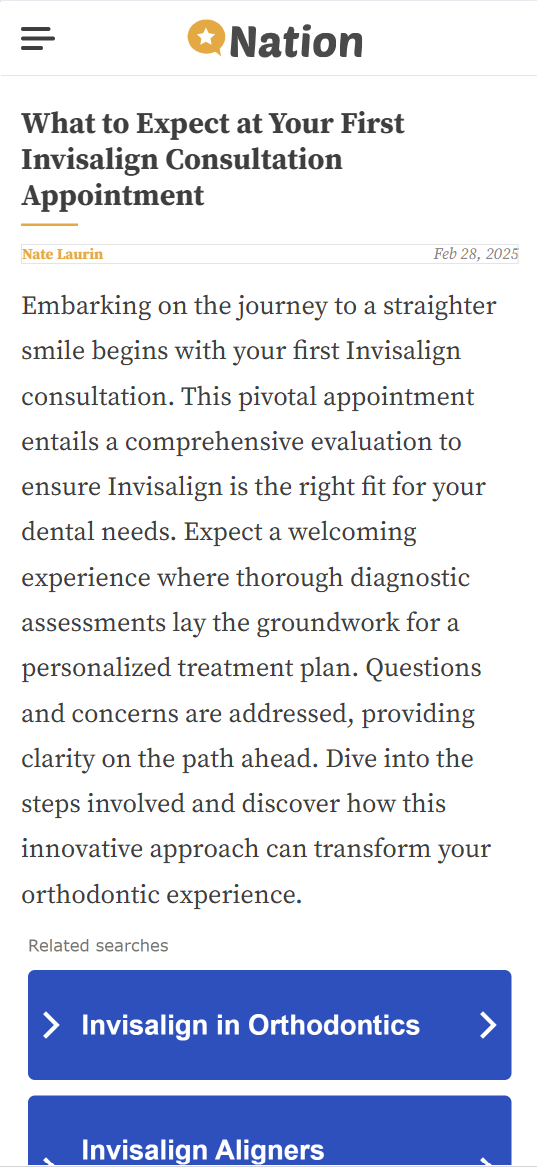 Nation
What to Expect at Your First
Invisalign Consultation
Appointment
Nate Laurin
Feb 28, 2025
Embarking on the journey to a straighter
smile begins with your first Invisalign
consultation. This pivotal appointment
entails a comprehensive evaluation to
ensure Invisalign is the right fit for your
dental needs. Expect a welcoming
experience where thorough diagnostic
assessments lay the groundwork for a
personalized treatment plan. Questions
and concerns are addressed, providing
clarity on the path ahead. Dive into the
steps involved and discover how this
innovative approach can transform your
orthodontic experience.
Related searches
Invisalign in Orthodontics
Invisalign Aligners